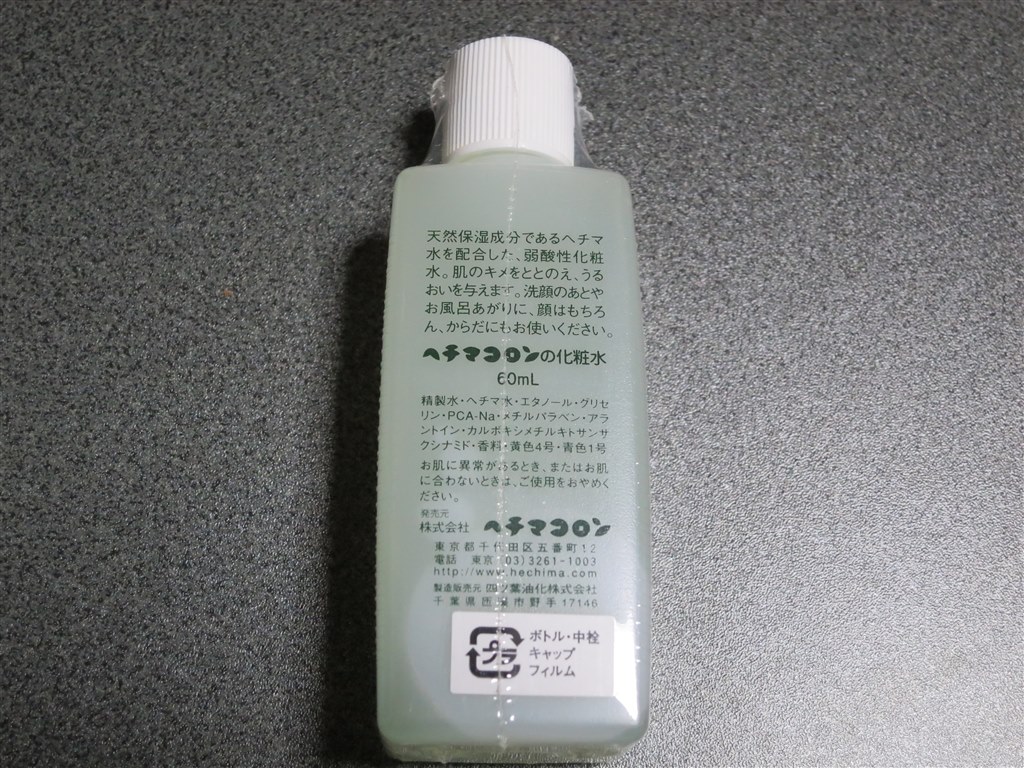 天然保湿成分であるヘチマ
水を配合した、弱酸性化粧
水。肌のキメをととのえ、うる
おいを与えます。洗顔のあとや
お風呂あがりに、顔はもちろ
ん、からだにもお使いください。
ヘチマコロンの化粧水
60mL
精製水・ヘチマ水・エタノール・グリセ
リン・PCA-Na・メチルパラベン・アラ
ントイン・カルボキシメチルキトサンサ
クシナミド・香料・黄色4号・青色1号
お肌に異常があるとき、またはお肌
に合わないときは、ご使用をおやめく
ださい。
発売元
株式会社 ヘチマコロン
東京都千代田区五番町12
電話 東京(03)3261-1003
http://www.hechima.com
製造販売元 四ツ葉油化株式会社
千葉県匝瑳市野手17146
プラ
ボトル・中栓
キャップ
フィルム